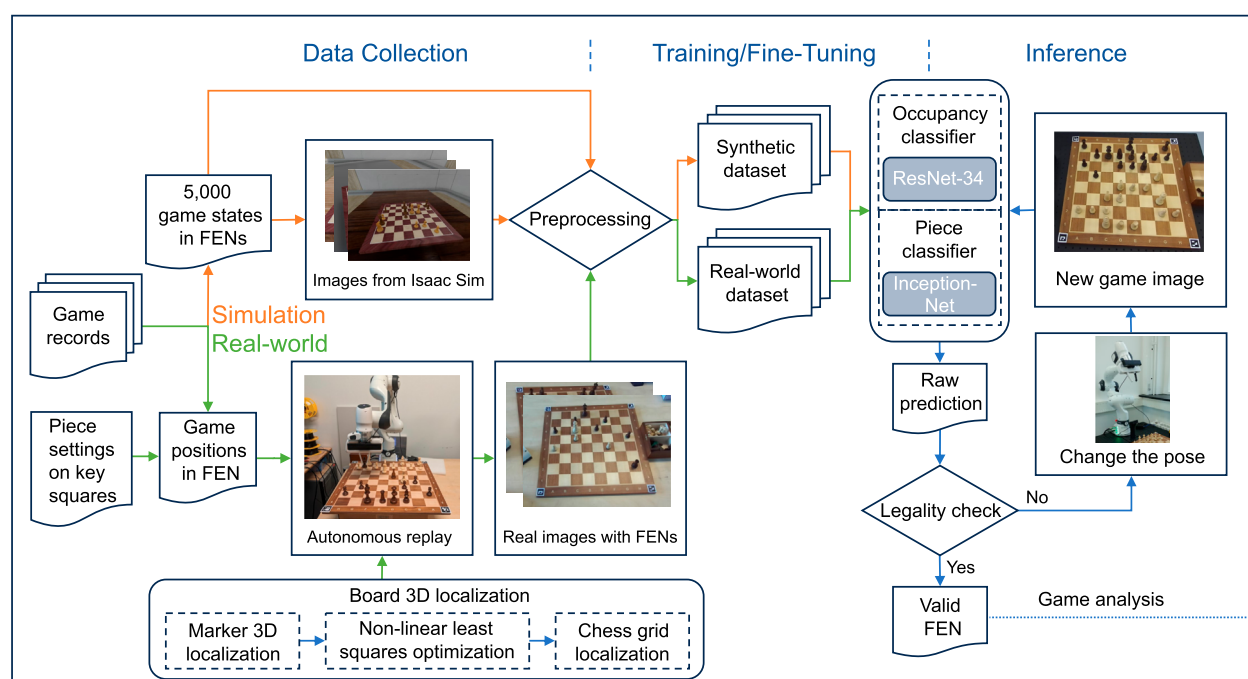 Data Collection
Training/Fine-Tuning
Inference
5,000
game states
in FENs
Images from Isaac Sim
Preprocessing
Synthetic
dataset
Real-world
dataset
Occupancy
classifier
ResNet-34
Piece
classifier
Inception-
Net
New game image
Game
records
Simulation
Real-world
Piece
settings
on key
squares
Game
positions
in FEN
Autonomous replay
Real images with FENs
Raw
prediction
Change the pose
Legality check
No
Yes
Valid
FEN
Game analysis
Board 3D localization
Marker 3D
localization
Non-linear least
squares optimization
Chess grid
localization